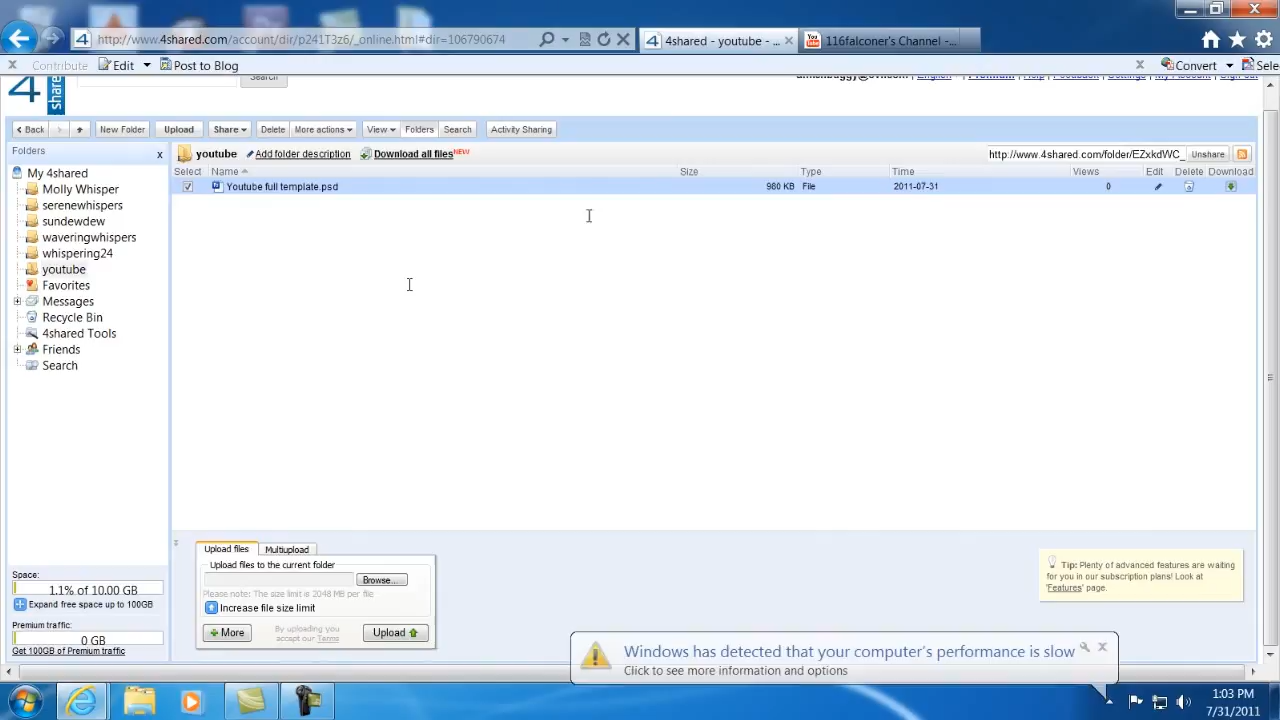 http://www.4shared.com/account/dir/p241T3z6/_online.html#dir=106790674
4shared - youtube - ...
116falconer's Channel -...
x Contribute Edit Post to Blog
x Convert Sele
4 shared
Search
English Premium Help Feedback Settings My Account Sign out
Back New Folder Upload Share Delete More actions View Folders Search Activity Sharing
Folders x
youtube Add folder description Download all files NEW
http://www.4shared.com/folder/EZxkdWC_ Unshare
Select Name Size Type Time Views Edit Delete Download
Youtube full template.psd 980 KB File 2011-07-31 0
My 4shared
Molly Whisper
serenewhispers
sundewdew
waveringwhispers
whispering24
youtube
Favorites
Messages
Recycle Bin
4shared Tools
Friends
Search
Space:
1.1% of 10.00 GB
Expand free space up to 100GB
Premium traffic:
0 GB
Get 100GB of Premium traffic
Upload files Multiupload
Upload files to the current folder
Browse...
Please note: The size limit is 2048 MB per file
Increase file size limit
+ More
By uploading you
accept our Terms
Upload
Tip: Plenty of advanced features are waiting
for you in our subscription plans! Look at
'Features' page.
Windows has detected that your computer's performance is slow
Click to see more information and options
1:03 PM
7/31/2011